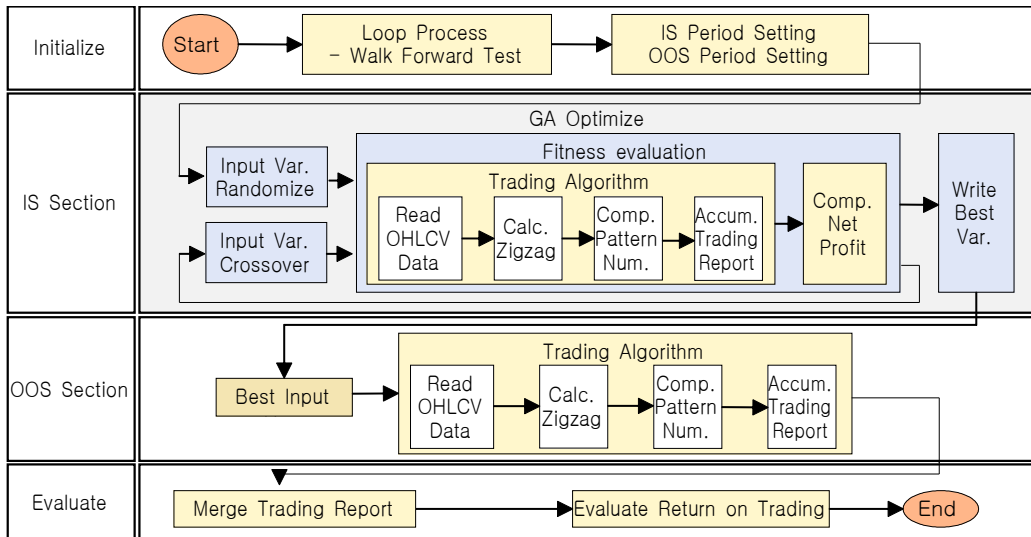 Initialize
Start
Loop Process
- Walk Forward Test
IS Period Setting
OOS Period Setting
IS Section
GA Optimize
Input Var.
Randomize
Input Var.
Crossover
Fitness evaluation
Trading Algorithm
Read
OHLCV
Data
Calc.
Zigzag
Comp.
Pattern
Num.
Accum.
Trading
Report
Comp.
Net
Profit
Write
Best
Var.
OOS Section
Best Input
Trading Algorithm
Read
OHLCV
Data
Calc.
Zigzag
Comp.
Pattern
Num.
Accum.
Trading
Report
Evaluate
Merge Trading Report
Evaluate Return on Trading
End